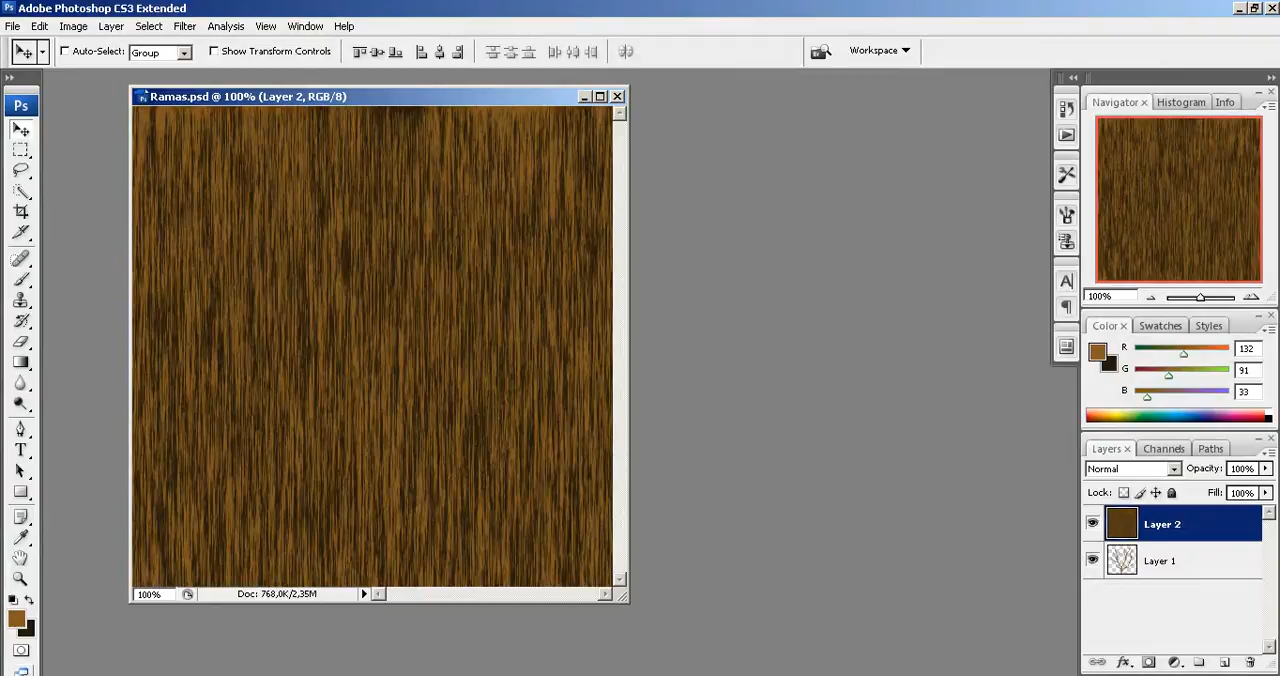 Ps Adobe Photoshop CS3 Extended
File Edit Image Layer Select Filter Analysis View Window Help
Auto-Select: Group Show Transform Controls Workspace
Ps
Ramas.psd @ 100% (Layer 2, RGB/8)
T
100% Doc: 768,0K/2,35M
A
Navigator Histogram Info
100%
Color Swatches Styles
R 132
G 91
B 33
Layers Channels Paths
Normal Opacity: 100%
Lock: Fill: 100%
Layer 2
Layer 1
fx